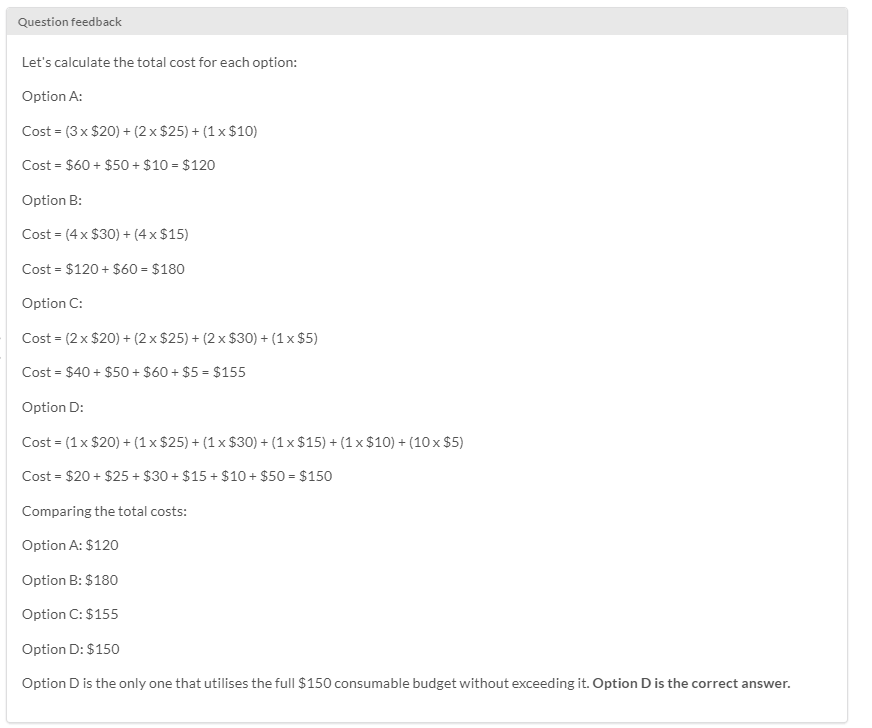 Question feedback
Let's calculate the total cost for each option:
Option A:
Cost = (3 x $20) + (2 x $25) + (1 x $10)
Cost = $60 + $50 + $10 = $120
Option B:
Cost = (4 x $30) + (4 x $15)
Cost = $120 + $60 = $180
Option C:
Cost = (2 x $20) + (2 x $25) + (2 x $30) + (1 x $5)
Cost = $40 + $50 + $60 + $5 = $155
Option D:
Cost = (1 x $20) + (1 x $25) + (1 x $30) + (1 x $15) + (1 x $10) + (10 x $5)
Cost = $20 + $25 + $30 + $15 + $10 + $50 = $150
Comparing the total costs:
Option A: $120
Option B: $180
Option C: $155
Option D: $150
Option D is the only one that utilises the full $150 consumable budget without exceeding it. Option D is the correct answer.